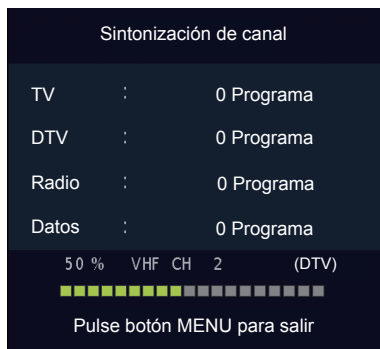 Sintonización de canal
TV : 0 Programa
DTV : 0 Programa
Radio : 0 Programa
Datos : 0 Programa
50 % VHF CH 2 (DTV)
Pulse botón MENU para salir